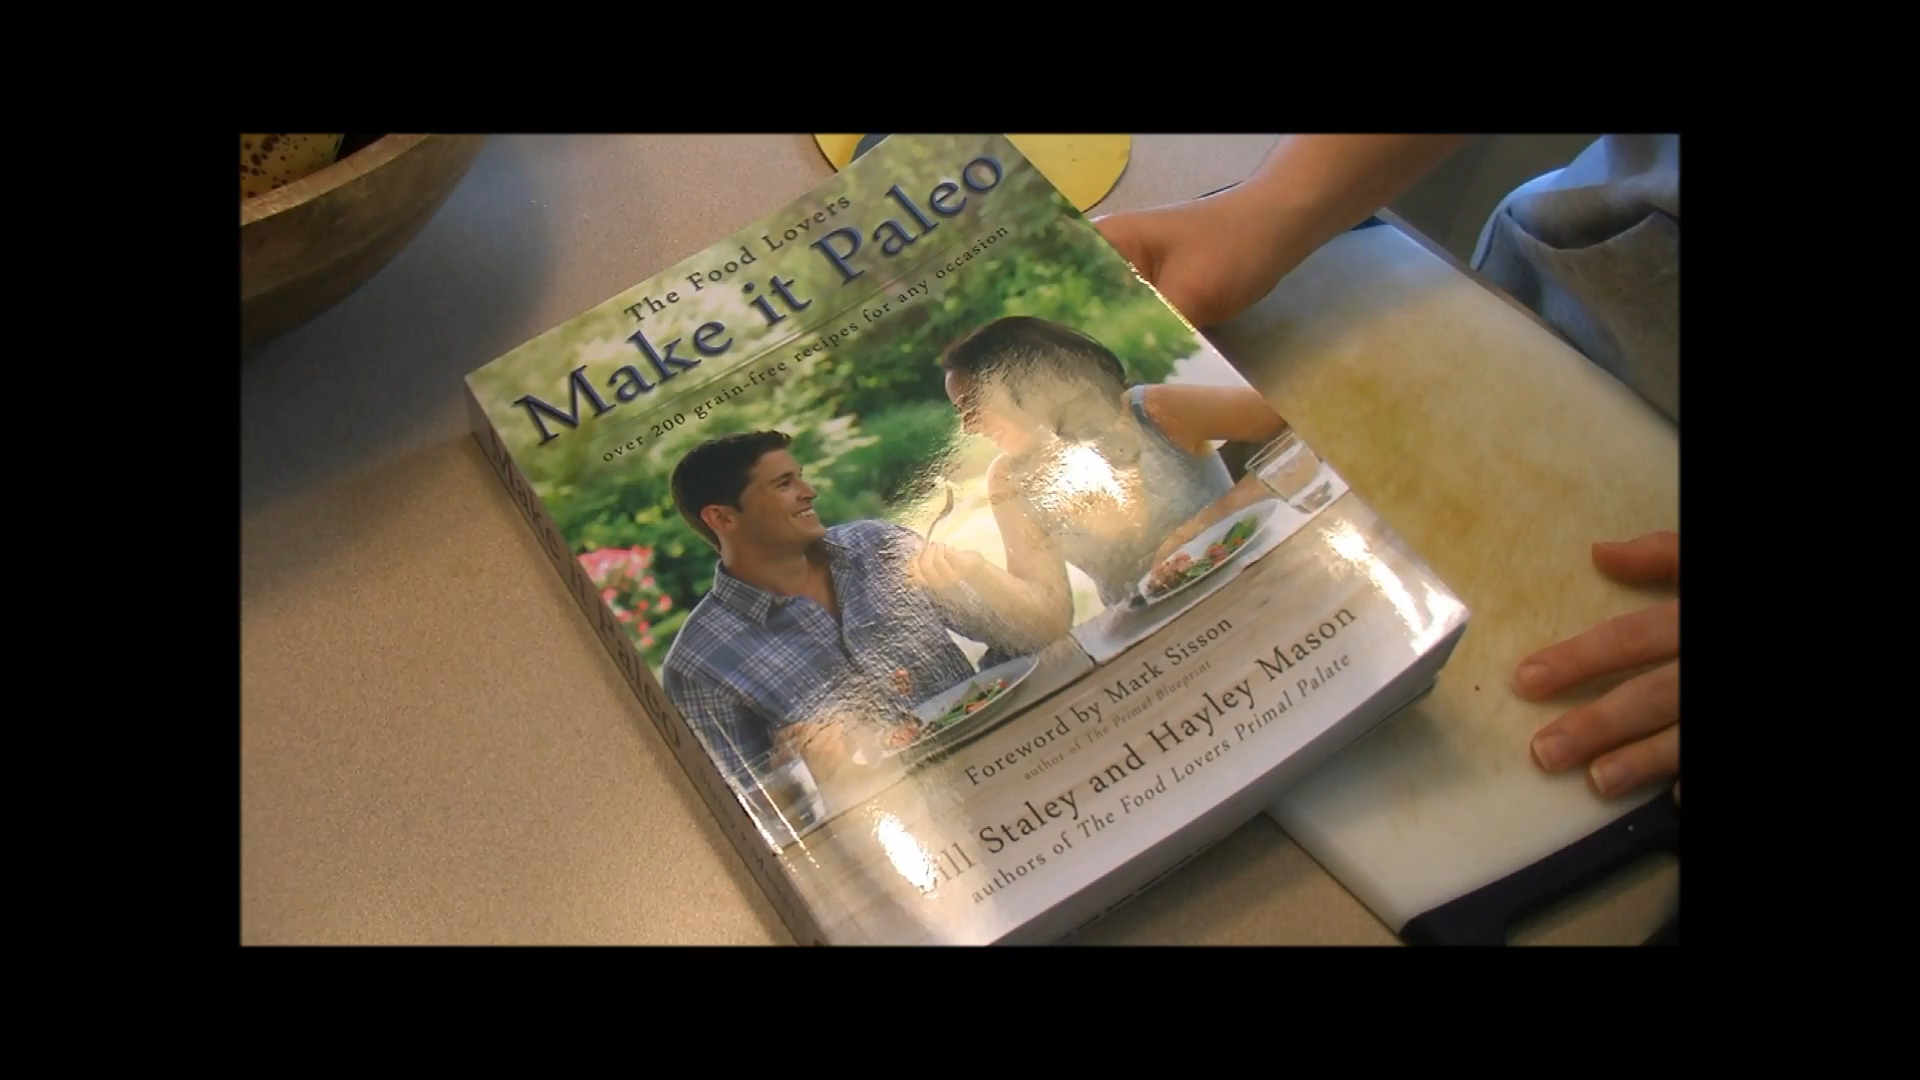 The Food Lovers
Make it Paleo
over 200 grain-free recipes for any occasion
Foreword by Mark Sisson
author of The Primal Blueprint
Staley and Hayley Mason
authors of The Food Lovers Primal Palate
Make it Paleo